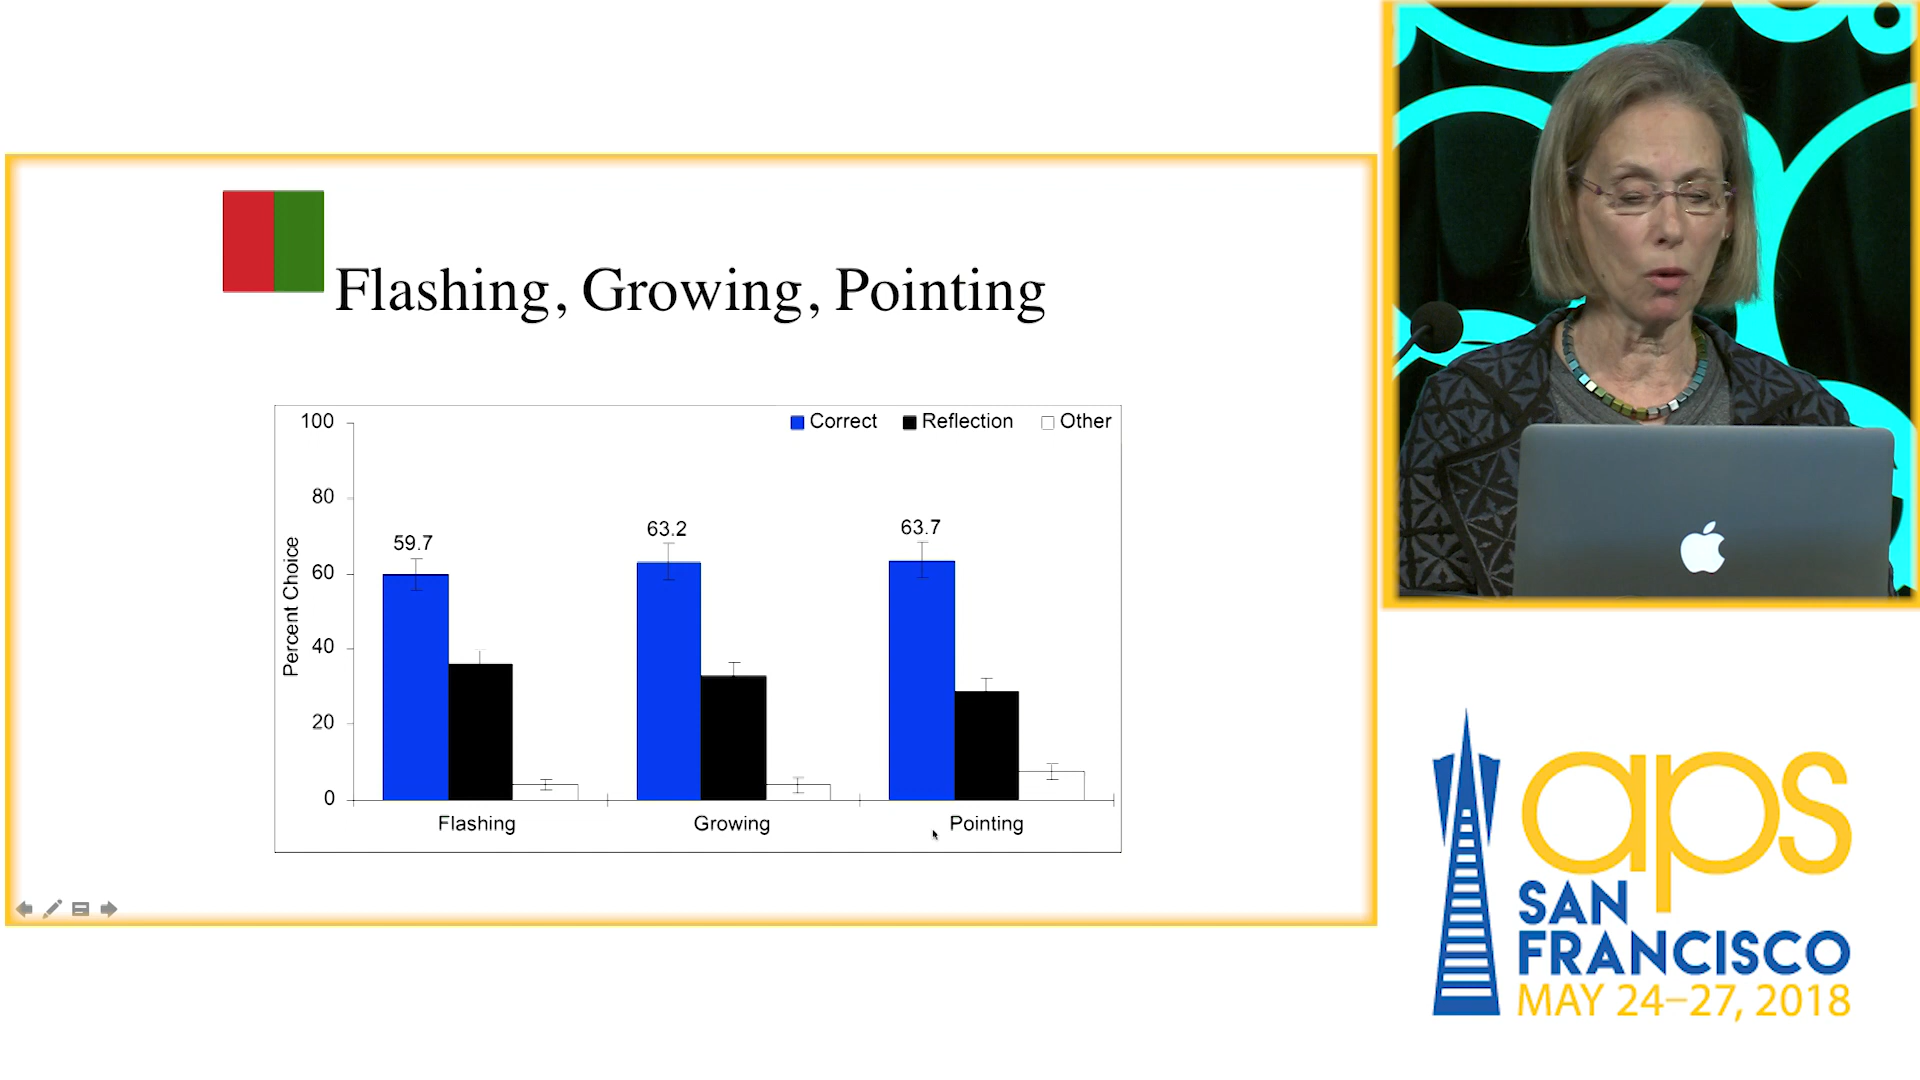 Flashing, Growing, Pointing
Correct Reflection Other
100
80
60
40
20
0
Percent Choice
59.7
63.2
63.7
Flashing Growing Pointing
aps
SAN
FRANCISCO
MAY 24–27, 2018